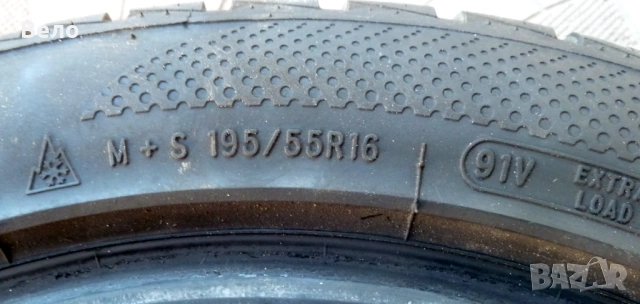 Бело
M + S 195/55R16
91V
EXTRA
LOAD
BAZAR